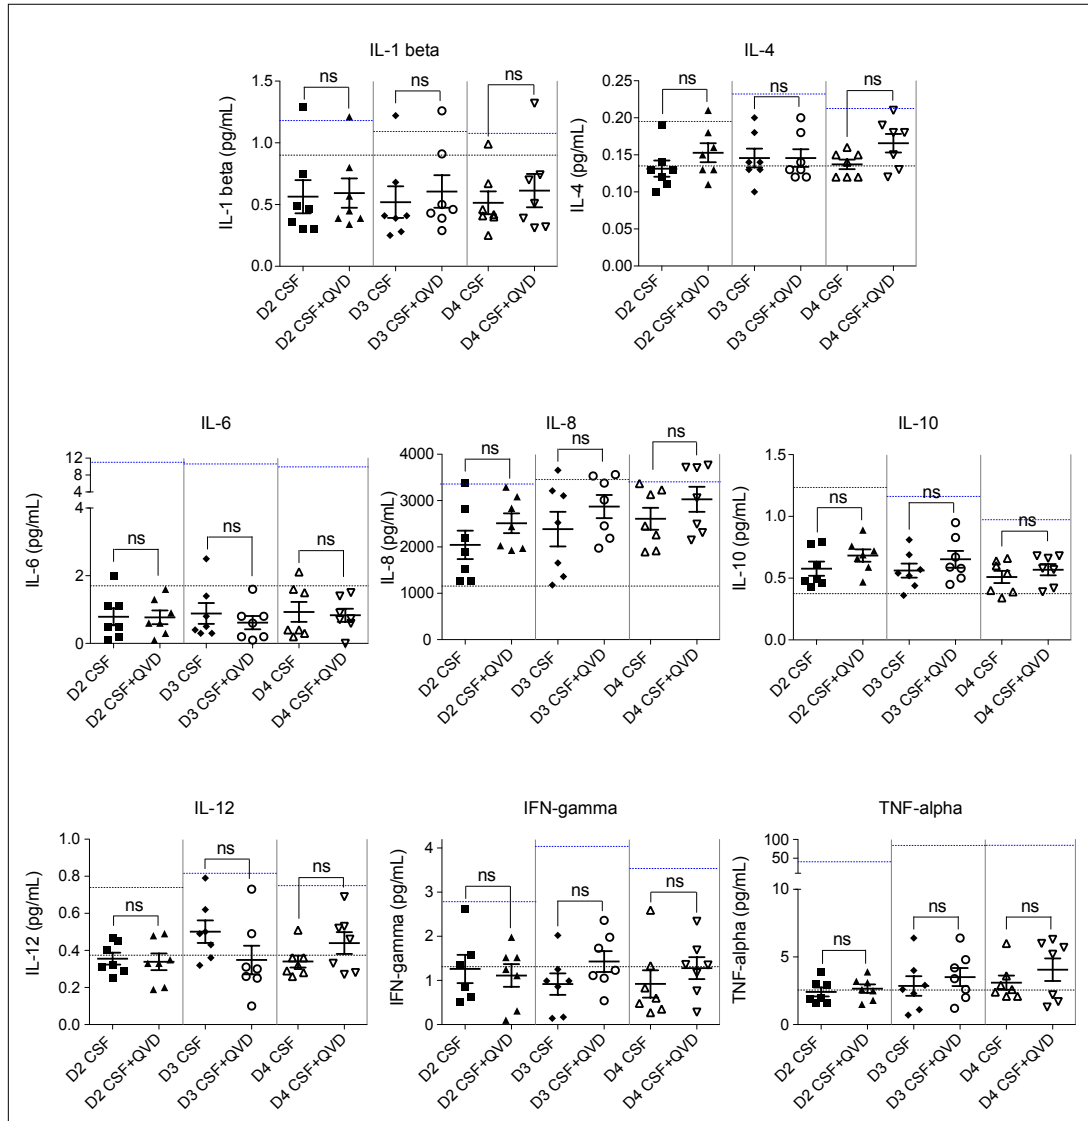 IL-1 beta
IL-1 beta (pg/mL)
1.5
1.0
0.5
0.0
ns
ns
ns
D2 CSF
D2 CSF+QVD
D3 CSF
D3 CSF+QVD
D4 CSF
D4 CSF+QVD
IL-4
IL-4 (pg/mL)
0.25
0.20
0.15
0.10
0.05
0.00
ns
ns
ns
D2 CSF
D2 CSF+QVD
D3 CSF
D3 CSF+QVD
D4 CSF
D4 CSF+QVD
IL-6
IL-6 (pg/mL)
12
8
4
4
2
0
ns
ns
ns
D2 CSF
D2 CSF+QVD
D3 CSF
D3 CSF+QVD
D4 CSF
D4 CSF+QVD
IL-8
IL-8 (pg/mL)
4000
3000
2000
1000
0
ns
ns
ns
D2 CSF
D2 CSF+QVD
D3 CSF
D3 CSF+QVD
D4 CSF
D4 CSF+QVD
IL-10
IL-10 (pg/mL)
1.5
1.0
0.5
0.0
ns
ns
ns
D2 CSF
D2 CSF+QVD
D3 CSF
D3 CSF+QVD
D4 CSF
D4 CSF+QVD
IL-12
IL-12 (pg/mL)
1.0
0.8
0.6
0.4
0.2
0.0
ns
ns
ns
D2 CSF
D2 CSF+QVD
D3 CSF
D3 CSF+QVD
D4 CSF
D4 CSF+QVD
IFN-gamma
IFN-gamma (pg/mL)
4
3
2
1
0
ns
ns
ns
D2 CSF
D2 CSF+QVD
D3 CSF
D3 CSF+QVD
D4 CSF
D4 CSF+QVD
TNF-alpha
TNF-alpha (pg/mL)
100
50
10
5
0
ns
ns
ns
D2 CSF
D2 CSF+QVD
D3 CSF
D3 CSF+QVD
D4 CSF
D4 CSF+QVD